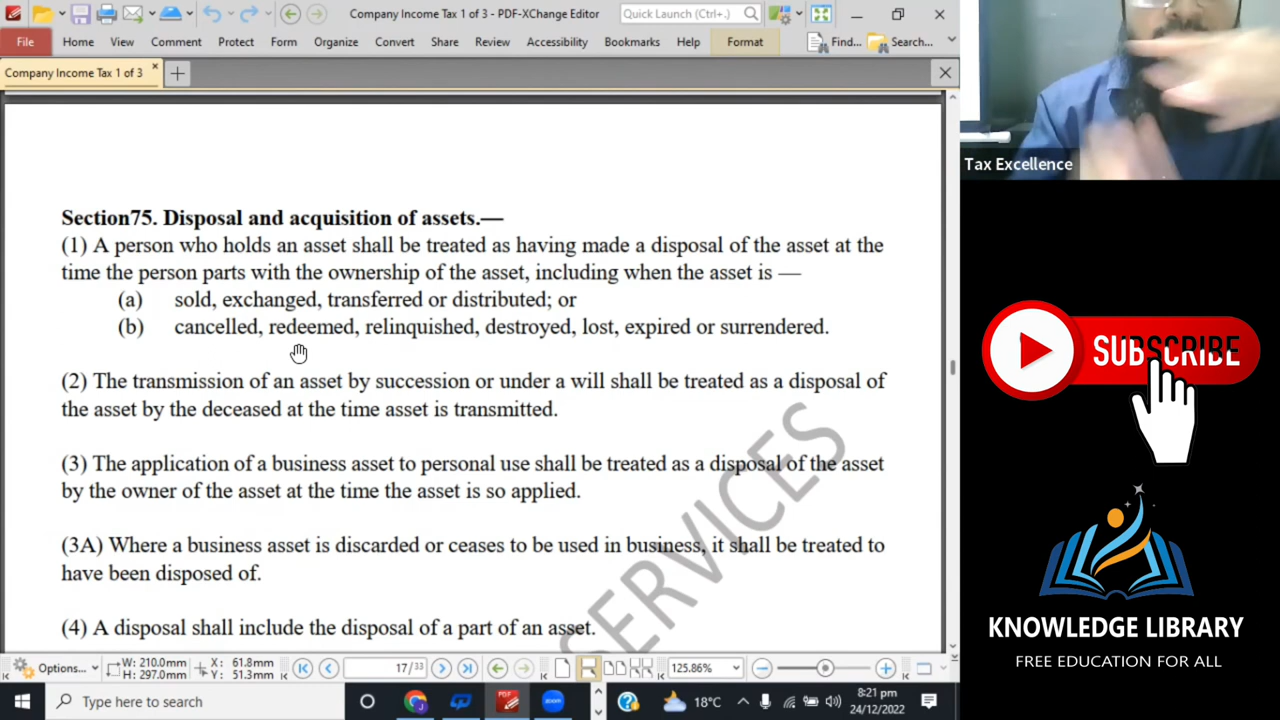 Company Income Tax 1 of 3 - PDF-XChange Editor
Quick Launch (Ctrl+.)
File Home View Comment Protect Form Organize Convert Share Review Accessibility Bookmarks Help Format Find... Search...
Company Income Tax 1 of 3
Section75. Disposal and acquisition of assets.—
(1) A person who holds an asset shall be treated as having made a disposal of the asset at the
time the person parts with the ownership of the asset, including when the asset is —
(a) sold, exchanged, transferred or distributed; or
(b) cancelled, redeemed, relinquished, destroyed, lost, expired or surrendered.
(2) The transmission of an asset by succession or under a will shall be treated as a disposal of
the asset by the deceased at the time asset is transmitted.
(3) The application of a business asset to personal use shall be treated as a disposal of the asset
by the owner of the asset at the time the asset is so applied.
(3A) Where a business asset is discarded or ceases to be used in business, it shall be treated to
have been disposed of.
(4) A disposal shall include the disposal of a part of an asset.
SERVICES
Options...
W: 210.0mm
H: 297.0mm
X: 61.8mm
Y: 51.3mm
17 / 33
125.86%
Type here to search
PDF
zoom
18°C
8:21 pm
24/12/2022
Tax Excellence
SUBSCRIBE
KNOWLEDGE LIBRARY
FREE EDUCATION FOR ALL